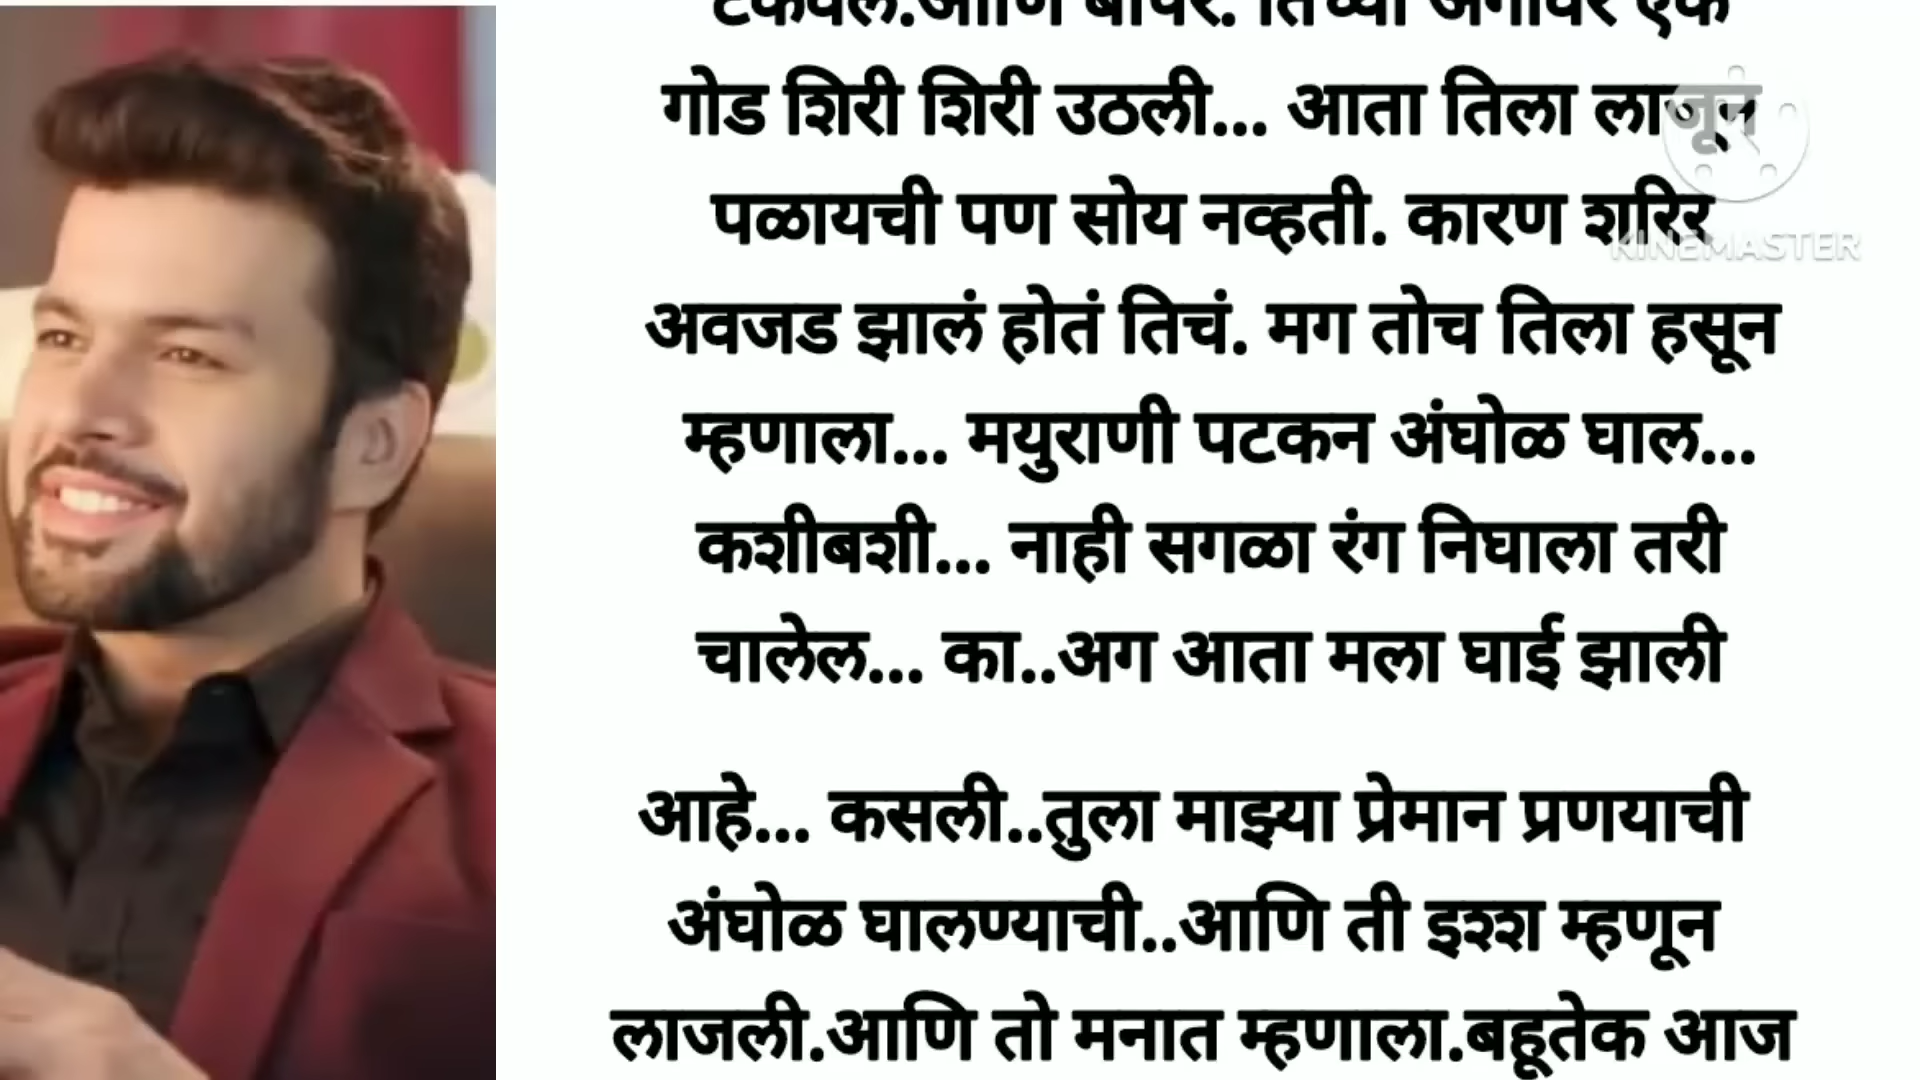 गोड शिरी शिरी उठली... आता तिला लाजून
पळायची पण सोय नव्हती. कारण शरिर
KINEMASTER
अवजड झालं होतं तिचं. मग तोच तिला हसून
म्हणाला... मयुराणी पटकन अंघोळ घाल...
कशीबशी... नाही सगळा रंग निघाला तरी
चालेल... का..अग आता मला घाई झाली
आहे... कसली..तुला माझ्या प्रेमान प्रणयाची
अंघोळ घालण्याची..आणि ती इश्श म्हणून
लाजली.आणि तो मनात म्हणाला.बहूतेक आज